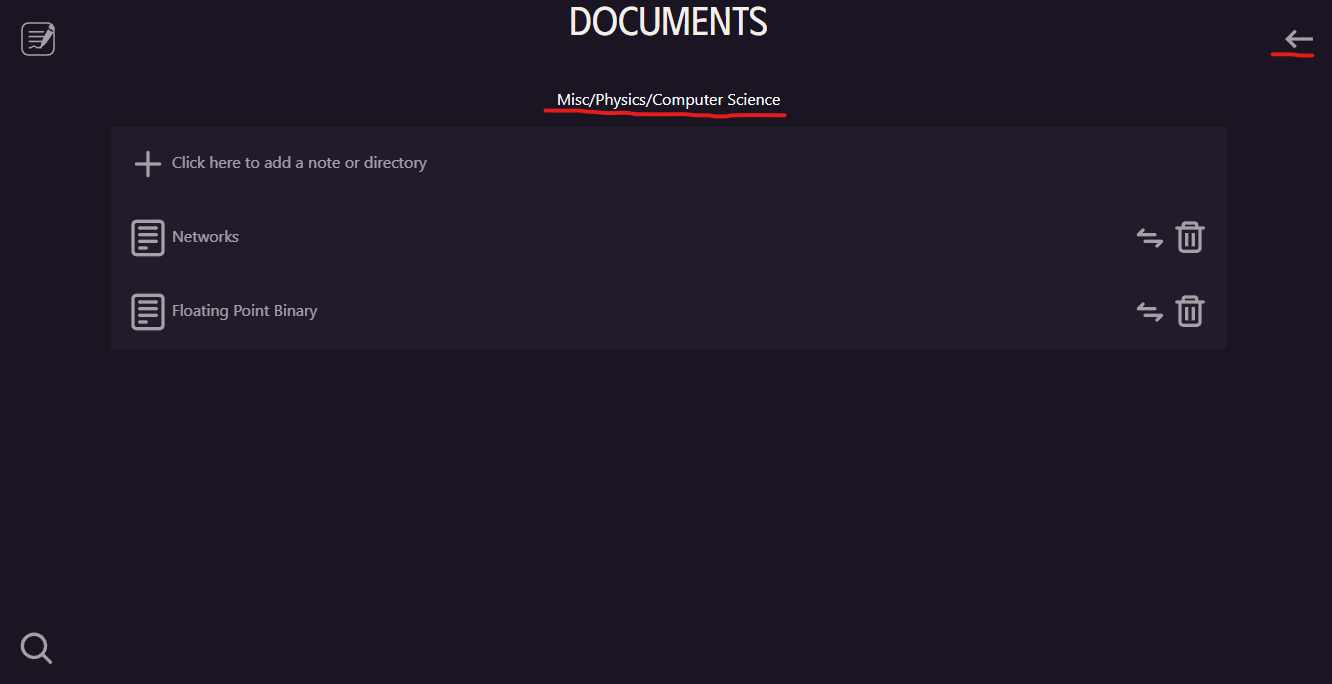 DOCUMENTS
Misc/Physics/Computer Science
Click here to add a note or directory
Networks
Floating Point Binary